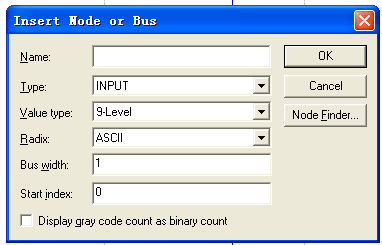 Insert Node or Bus
Name:
OK
Type: INPUT
Cancel
Value type: 9-Level
Node Finder...
Radix: ASCII
Bus width: 1
Start index: 0
Display gray code count as binary count